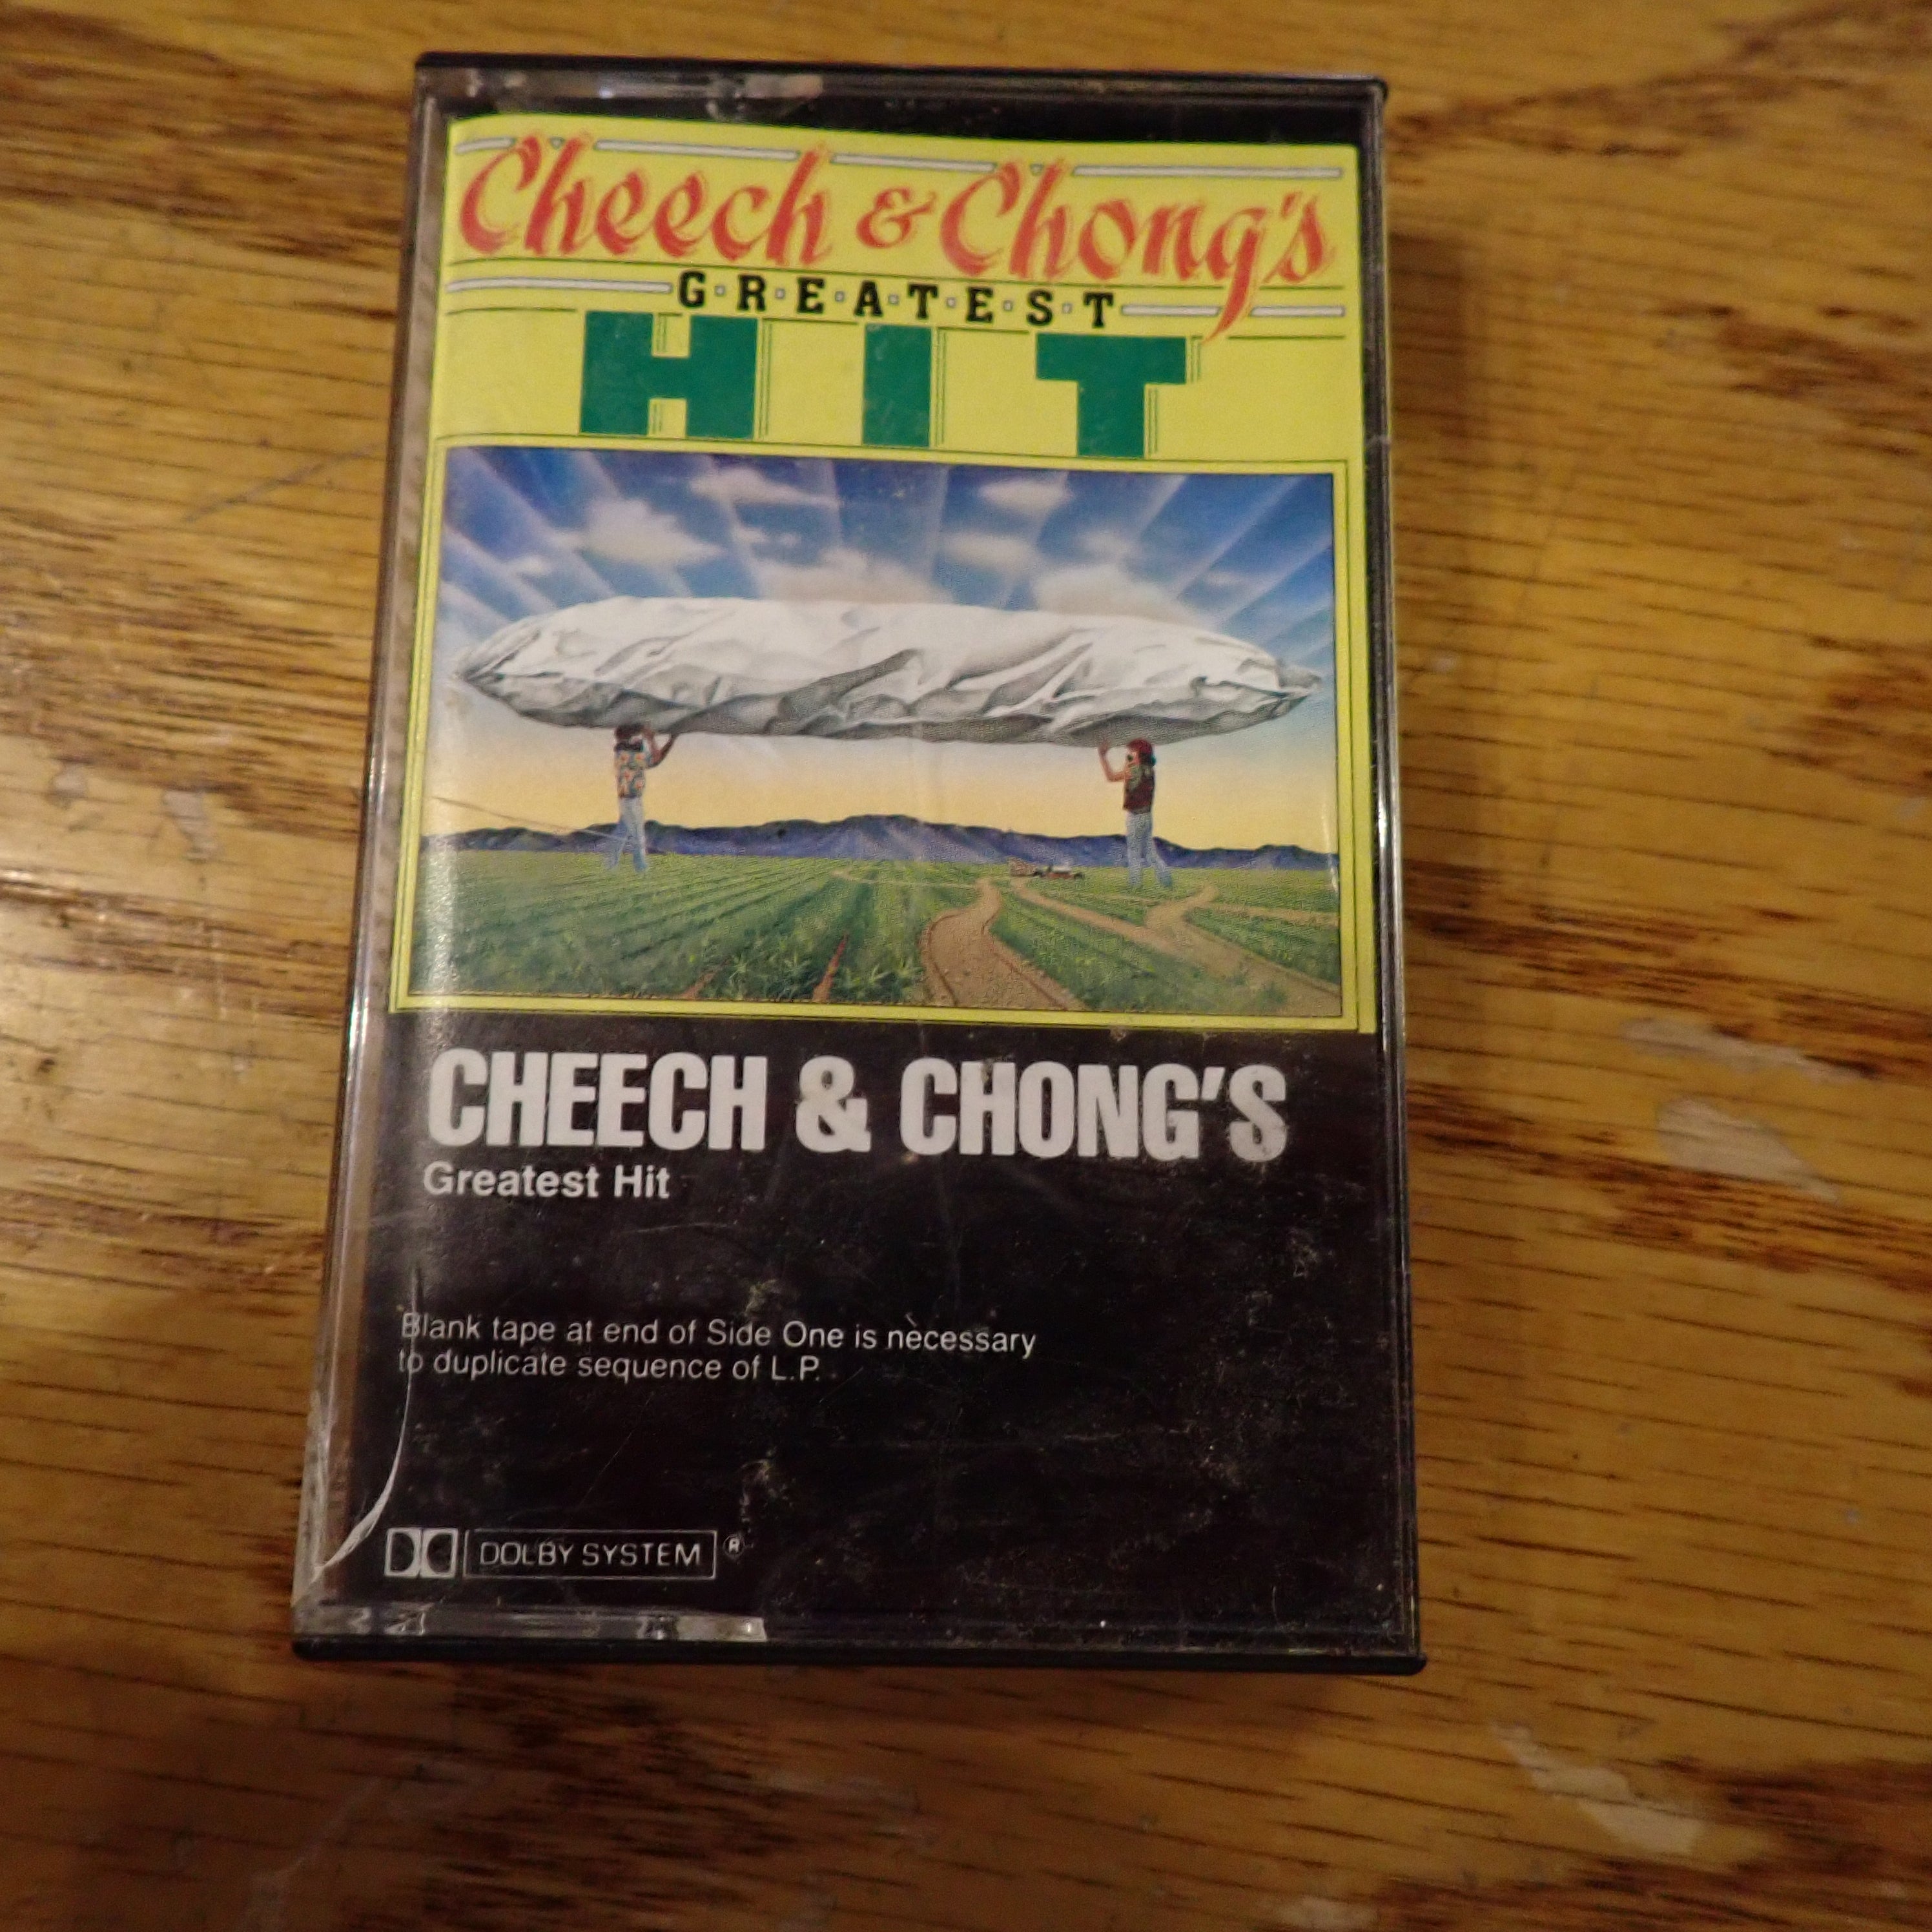 Cheech & Chong's
G·R·E·A·T·E·S·T
HIT
CHEECH & CHONG'S
Greatest Hit
Blank tape at end of Side One is necessary
to duplicate sequence of L.P.
DOLBY SYSTEM ®